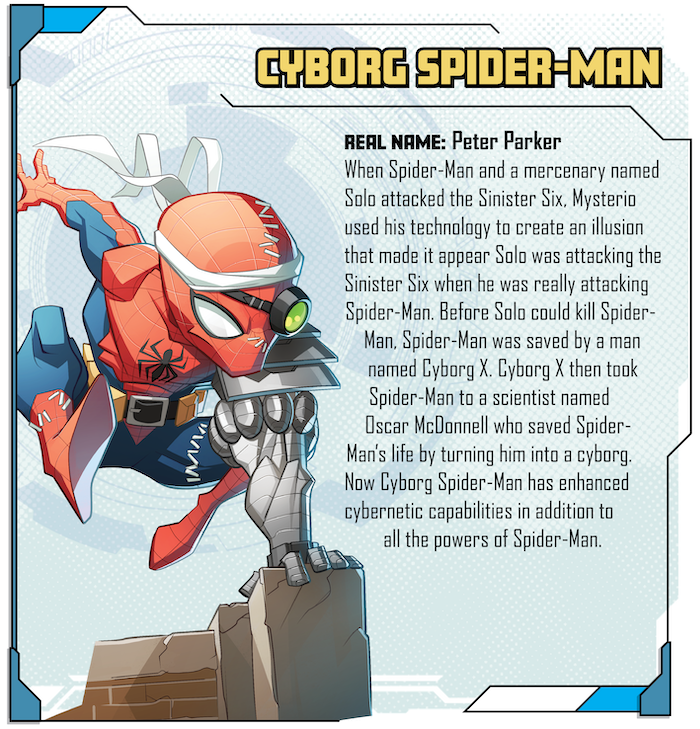 CYBORG SPIDER-MAN
REAL NAME: Peter Parker
When Spider-Man and a mercenary named
Solo attacked the Sinister Six, Mysterio
used his technology to create an illusion
that made it appear Solo was attacking the
Sinister Six when he was really attacking
Spider-Man. Before Solo could kill Spider-
Man, Spider-Man was saved by a man
named Cyborg X. Cyborg X then took
Spider-Man to a scientist named
Oscar McDonnell who saved Spider-
Man's life by turning him into a cyborg.
Now Cyborg Spider-Man has enhanced
cybernetic capabilities in addition to
all the powers of Spider-Man.